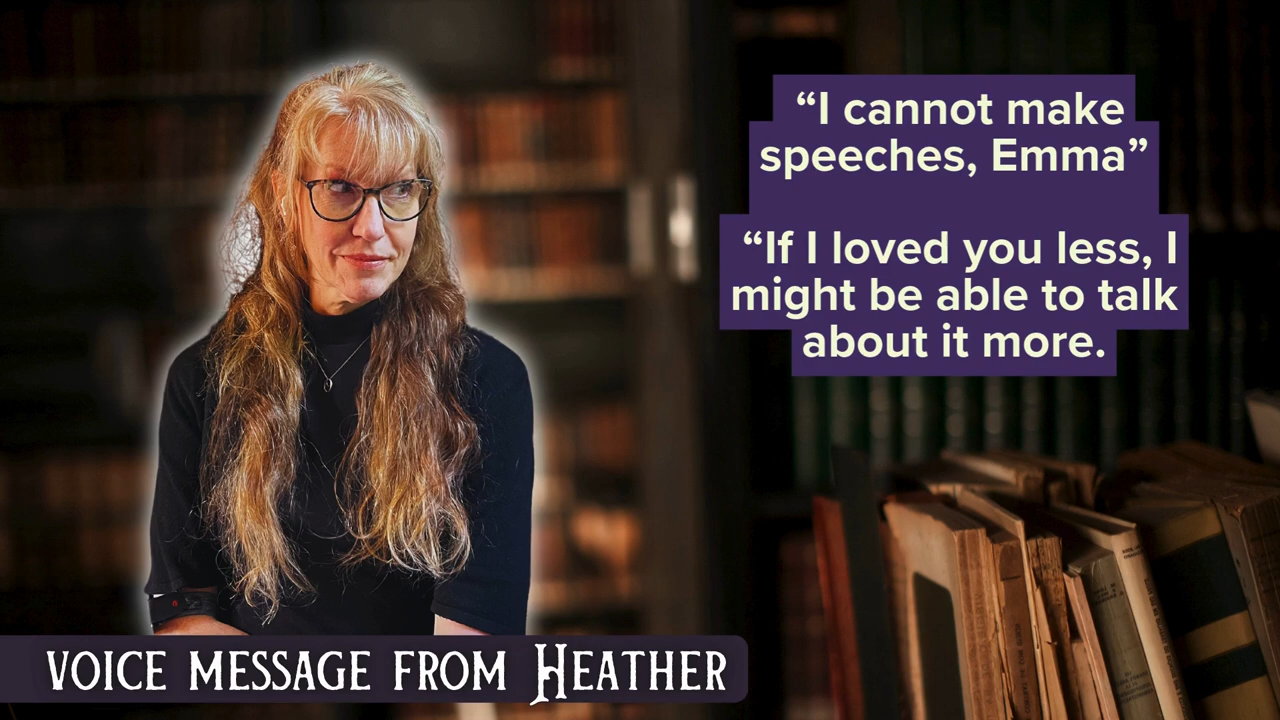 “I cannot make
speeches, Emma”
“If I loved you less, I
might be able to talk
about it more.
VOICE MESSAGE FROM HEATHER